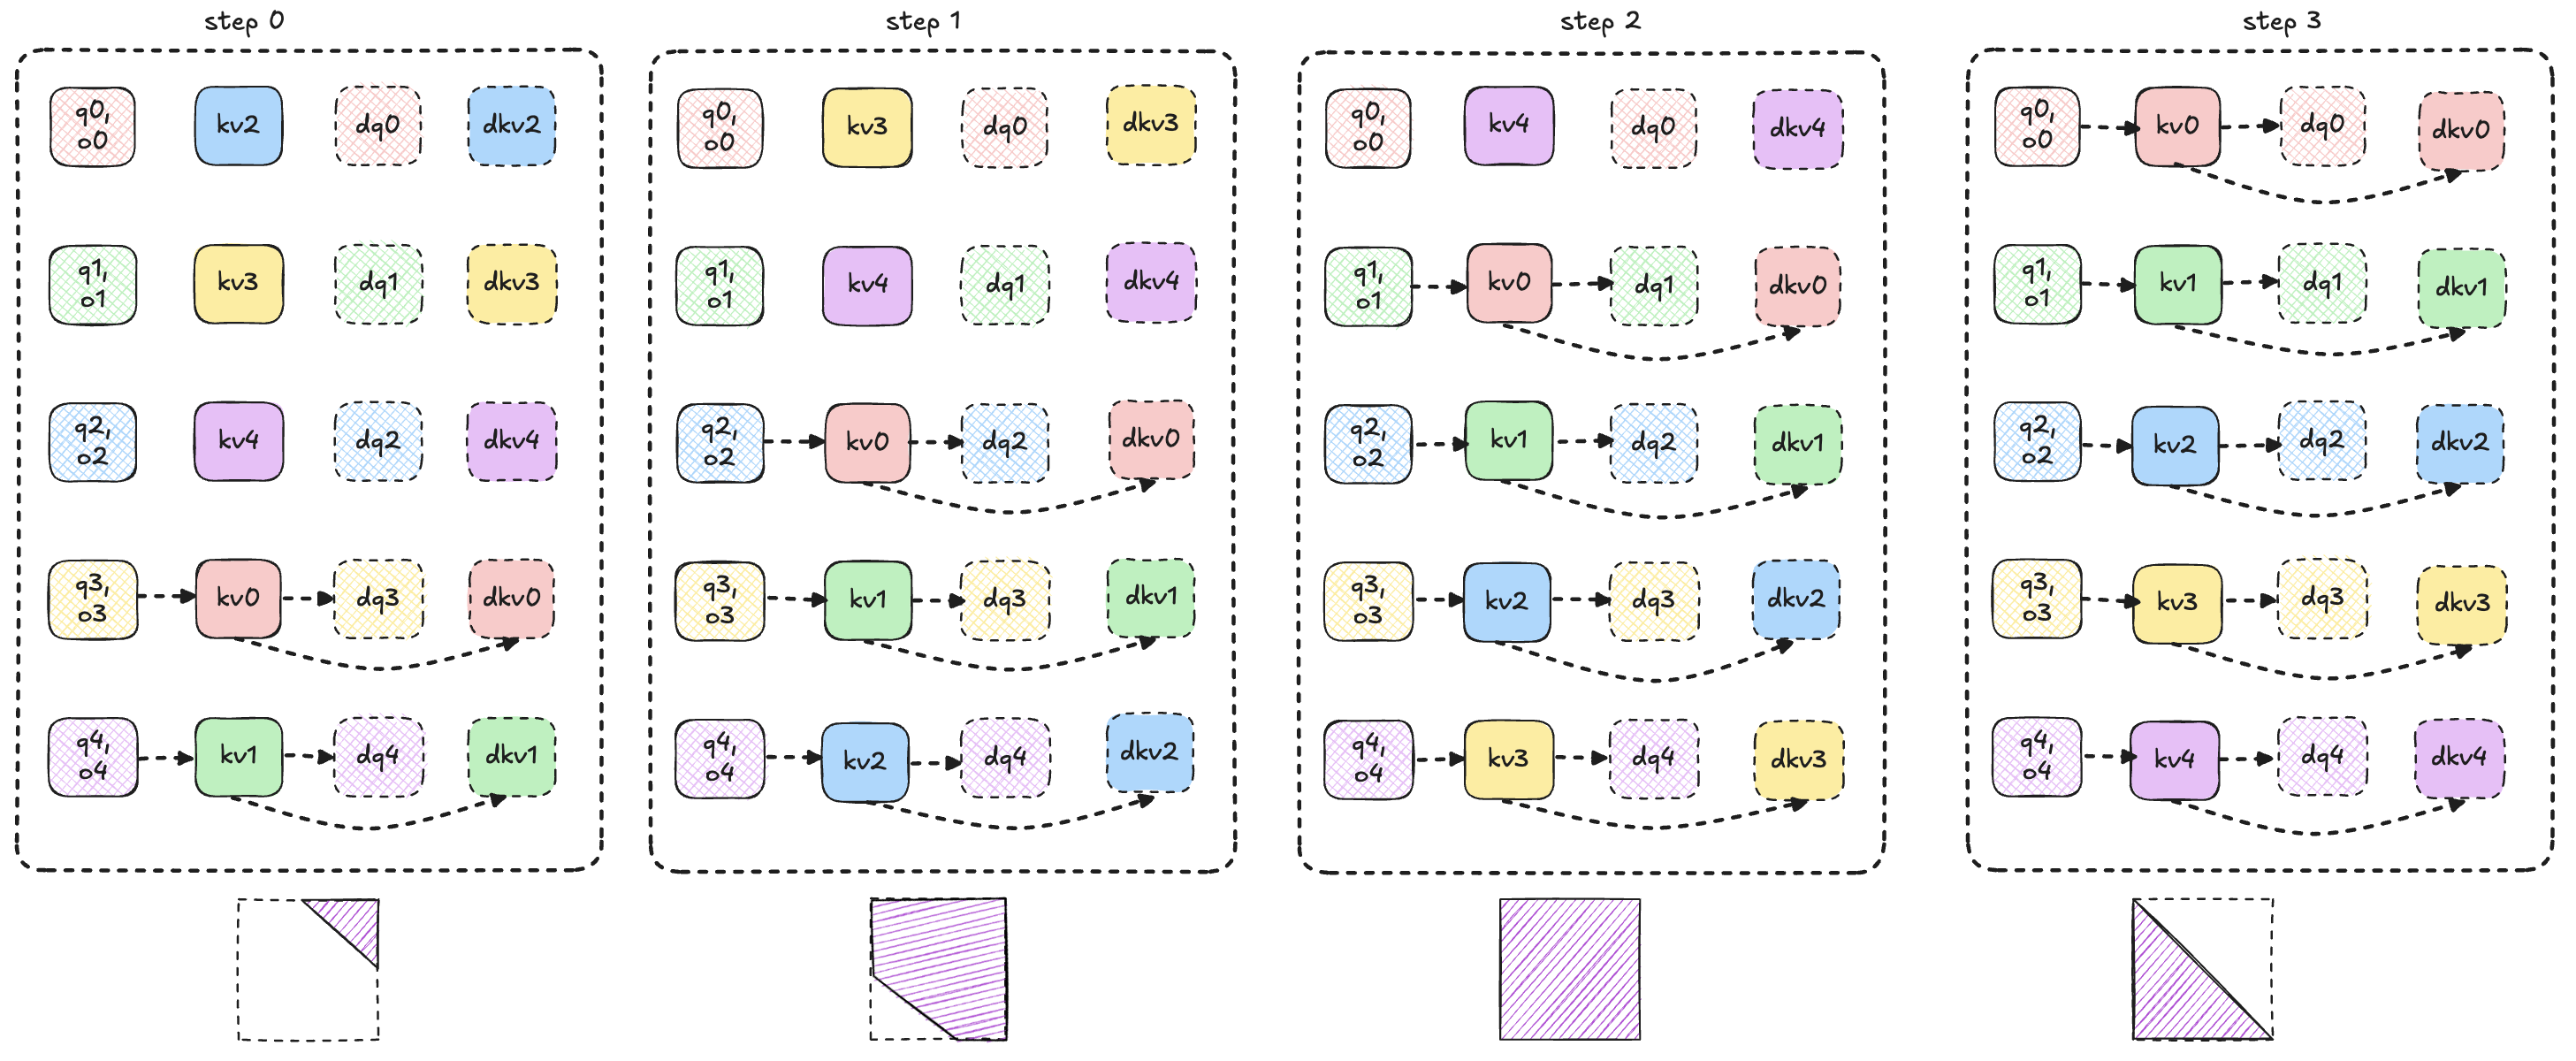 step 0
q0,
o0
kv2
dq0
dkv2
q1,
o1
kv3
dq1
dkv3
q2,
o2
kv4
dq2
dkv4
q3,
o3
kv0
dq3
dkv0
q4,
o4
kv1
dq4
dkv1
step 1
q0,
o0
kv3
dq0
dkv3
q1,
o1
kv4
dq1
dkv4
q2,
o2
kv0
dq2
dkv0
q3,
o3
kv1
dq3
dkv1
q4,
o4
kv2
dq4
dkv2
step 2
q0,
o0
kv4
dq0
dkv4
q1,
o1
kv0
dq1
dkv0
q2,
o2
kv1
dq2
dkv1
q3,
o3
kv2
dq3
dkv2
q4,
o4
kv3
dq4
dkv3
step 3
q0,
o0
kv0
dq0
dkv0
q1,
o1
kv1
dq1
dkv1
q2,
o2
kv2
dq2
dkv2
q3,
o3
kv3
dq3
dkv3
q4,
o4
kv4
dq4
dkv4